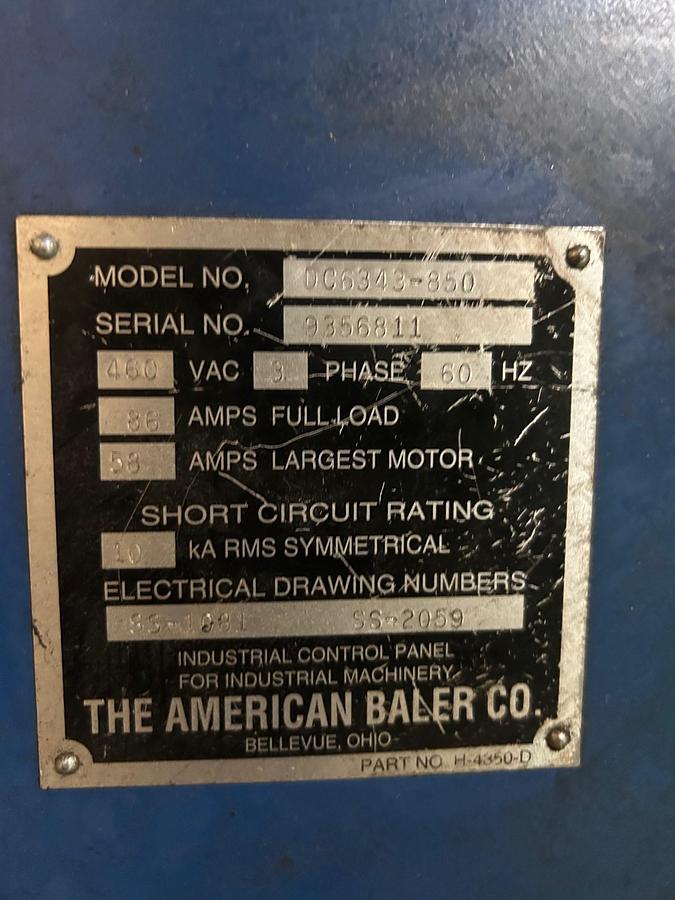 MODEL NO. DC6343-850
SERIAL NO. 9356811
460 VAC 3 PHASE 60 HZ
86 AMPS FULL LOAD
58 AMPS LARGEST MOTOR
SHORT CIRCUIT RATING
10 kA RMS SYMMETRICAL
ELECTRICAL DRAWING NUMBERS
SS-2059
INDUSTRIAL CONTROL PANEL
FOR INDUSTRIAL MACHINERY
THE AMERICAN BALER CO.
BELLEVUE, OHIO
PART NO. H-4350-D